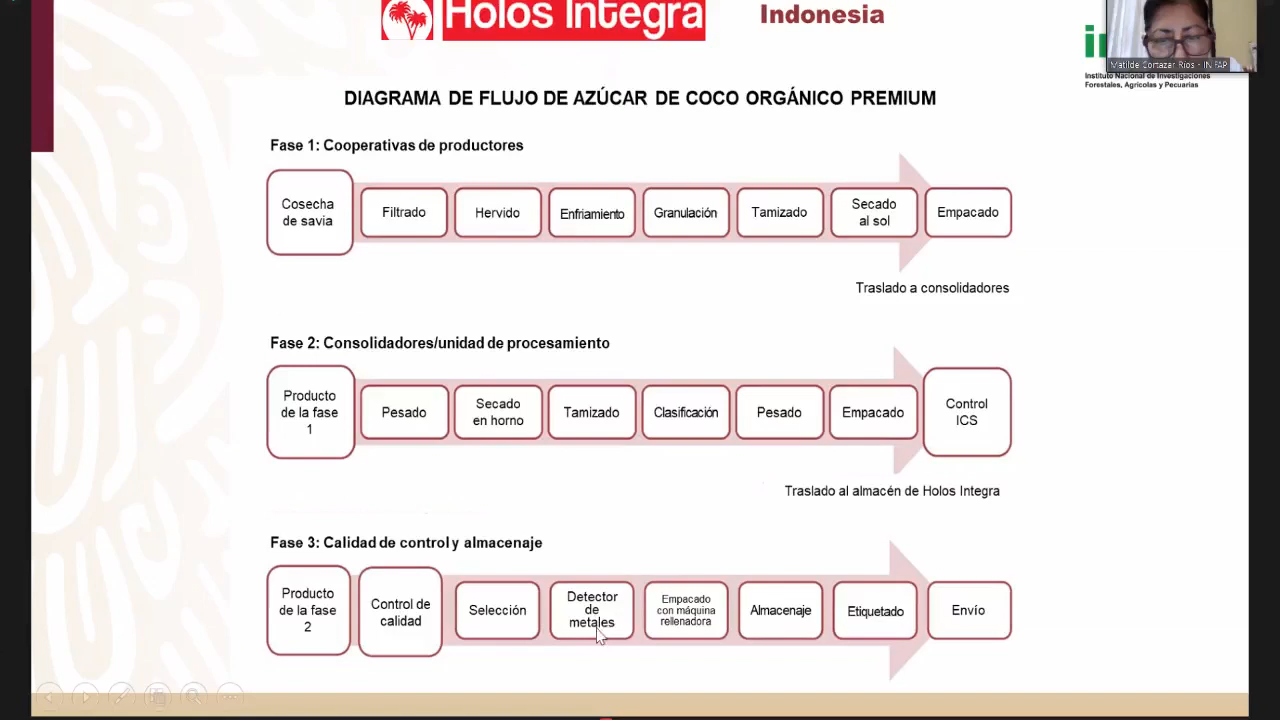 Holos Integra
Indonesia
Matilde Cortazar Rios - INIFAP
Instituto Nacional de Investigaciones
Forestales, Agrícolas y Pecuarias
DIAGRAMA DE FLUJO DE AZÚCAR DE COCO ORGÁNICO PREMIUM
Fase 1: Cooperativas de productores
Cosecha
de savia
Filtrado
Hervido
Enfriamiento
Granulación
Tamizado
Secado
al sol
Empacado
Traslado a consolidadores
Fase 2: Consolidadores/unidad de procesamiento
Producto
de la fase
1
Pesado
Secado
en horno
Tamizado
Clasificación
Pesado
Empacado
Control
ICS
Traslado al almacén de Holos Integra
Fase 3: Calidad de control y almacenaje
Producto
de la fase
2
Control de
calidad
Selección
Detector
de
metales
Empacado
con máquina
rellenadora
Almacenaje
Etiquetado
Envío